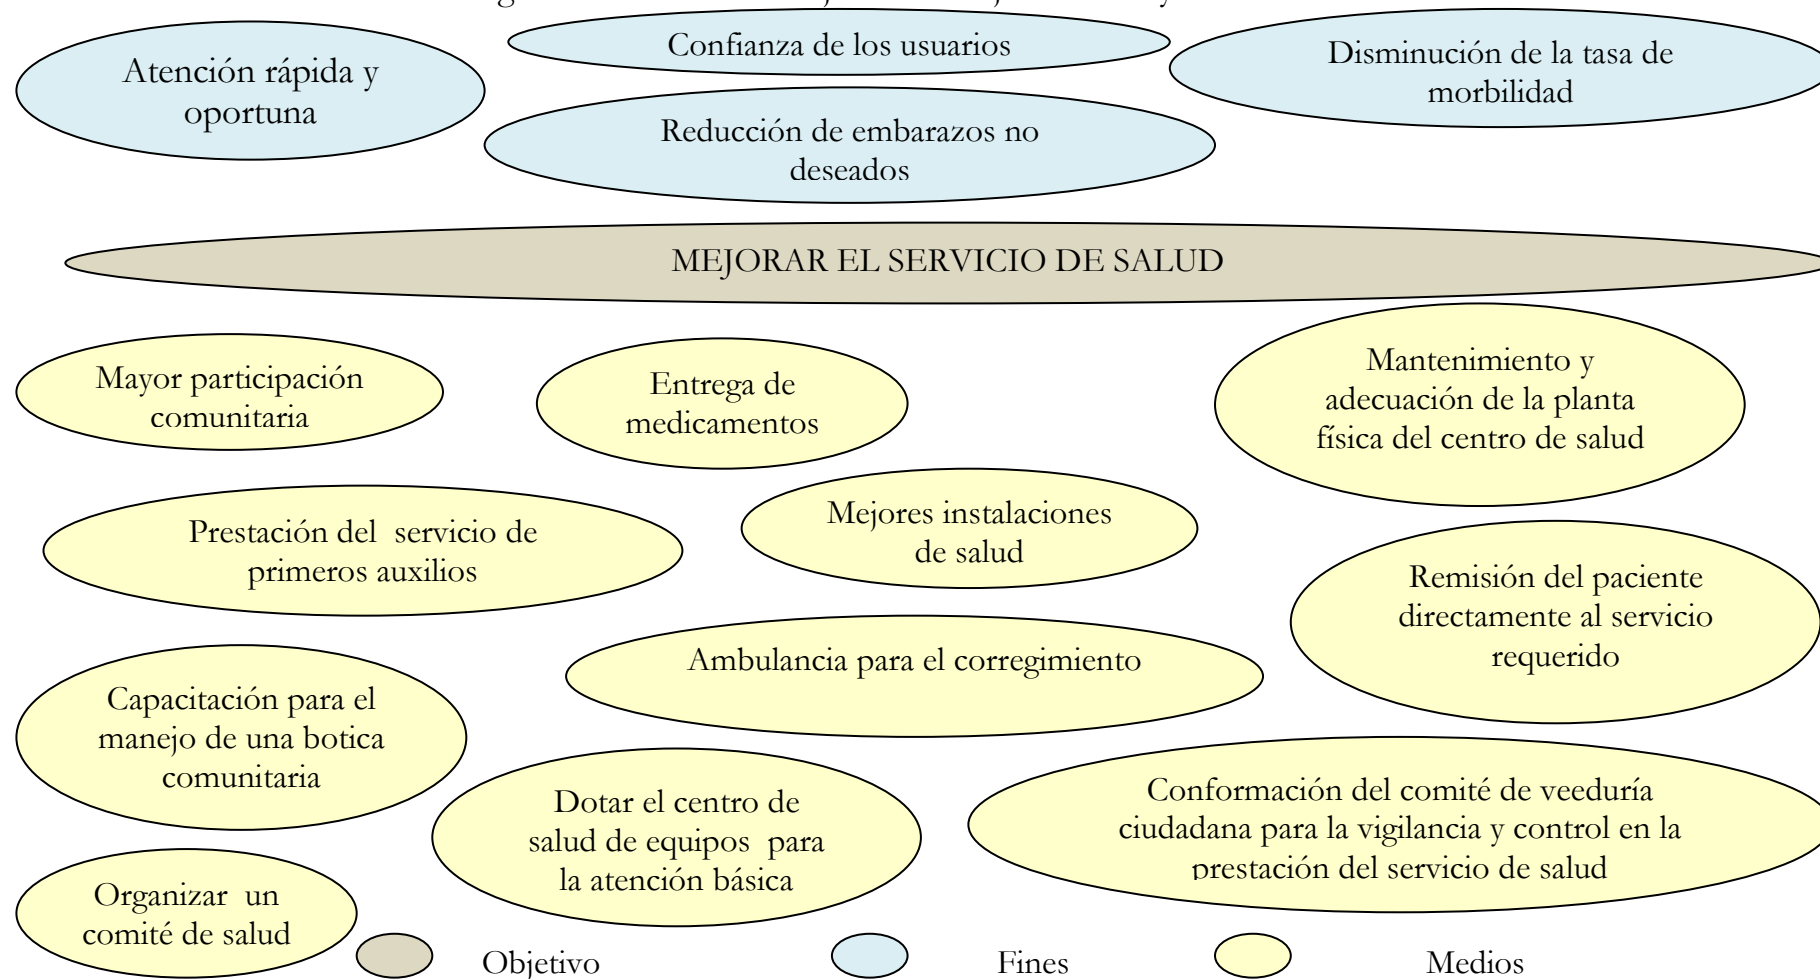 Atención rápida y
oportuna
Confianza de los usuarios
Disminución de la tasa de
morbilidad
Reducción de embarazos no
deseados
MEJORAR EL SERVICIO DE SALUD
Mayor participación
comunitaria
Entrega de
medicamentos
Mantenimiento y
adecuación de la planta
física del centro de salud
Prestación del servicio de
primeros auxilios
Mejores instalaciones
de salud
Remisión del paciente
directamente al servicio
requerido
Ambulancia para el corregimiento
Capacitación para el
manejo de una botica
comunitaria
Dotar el centro de
salud de equipos para
la atención básica
Conformación del comité de veeduría
ciudadana para la vigilancia y control en la
prestación del servicio de salud
Organizar un
comité de salud
Objetivo
Fines
Medios